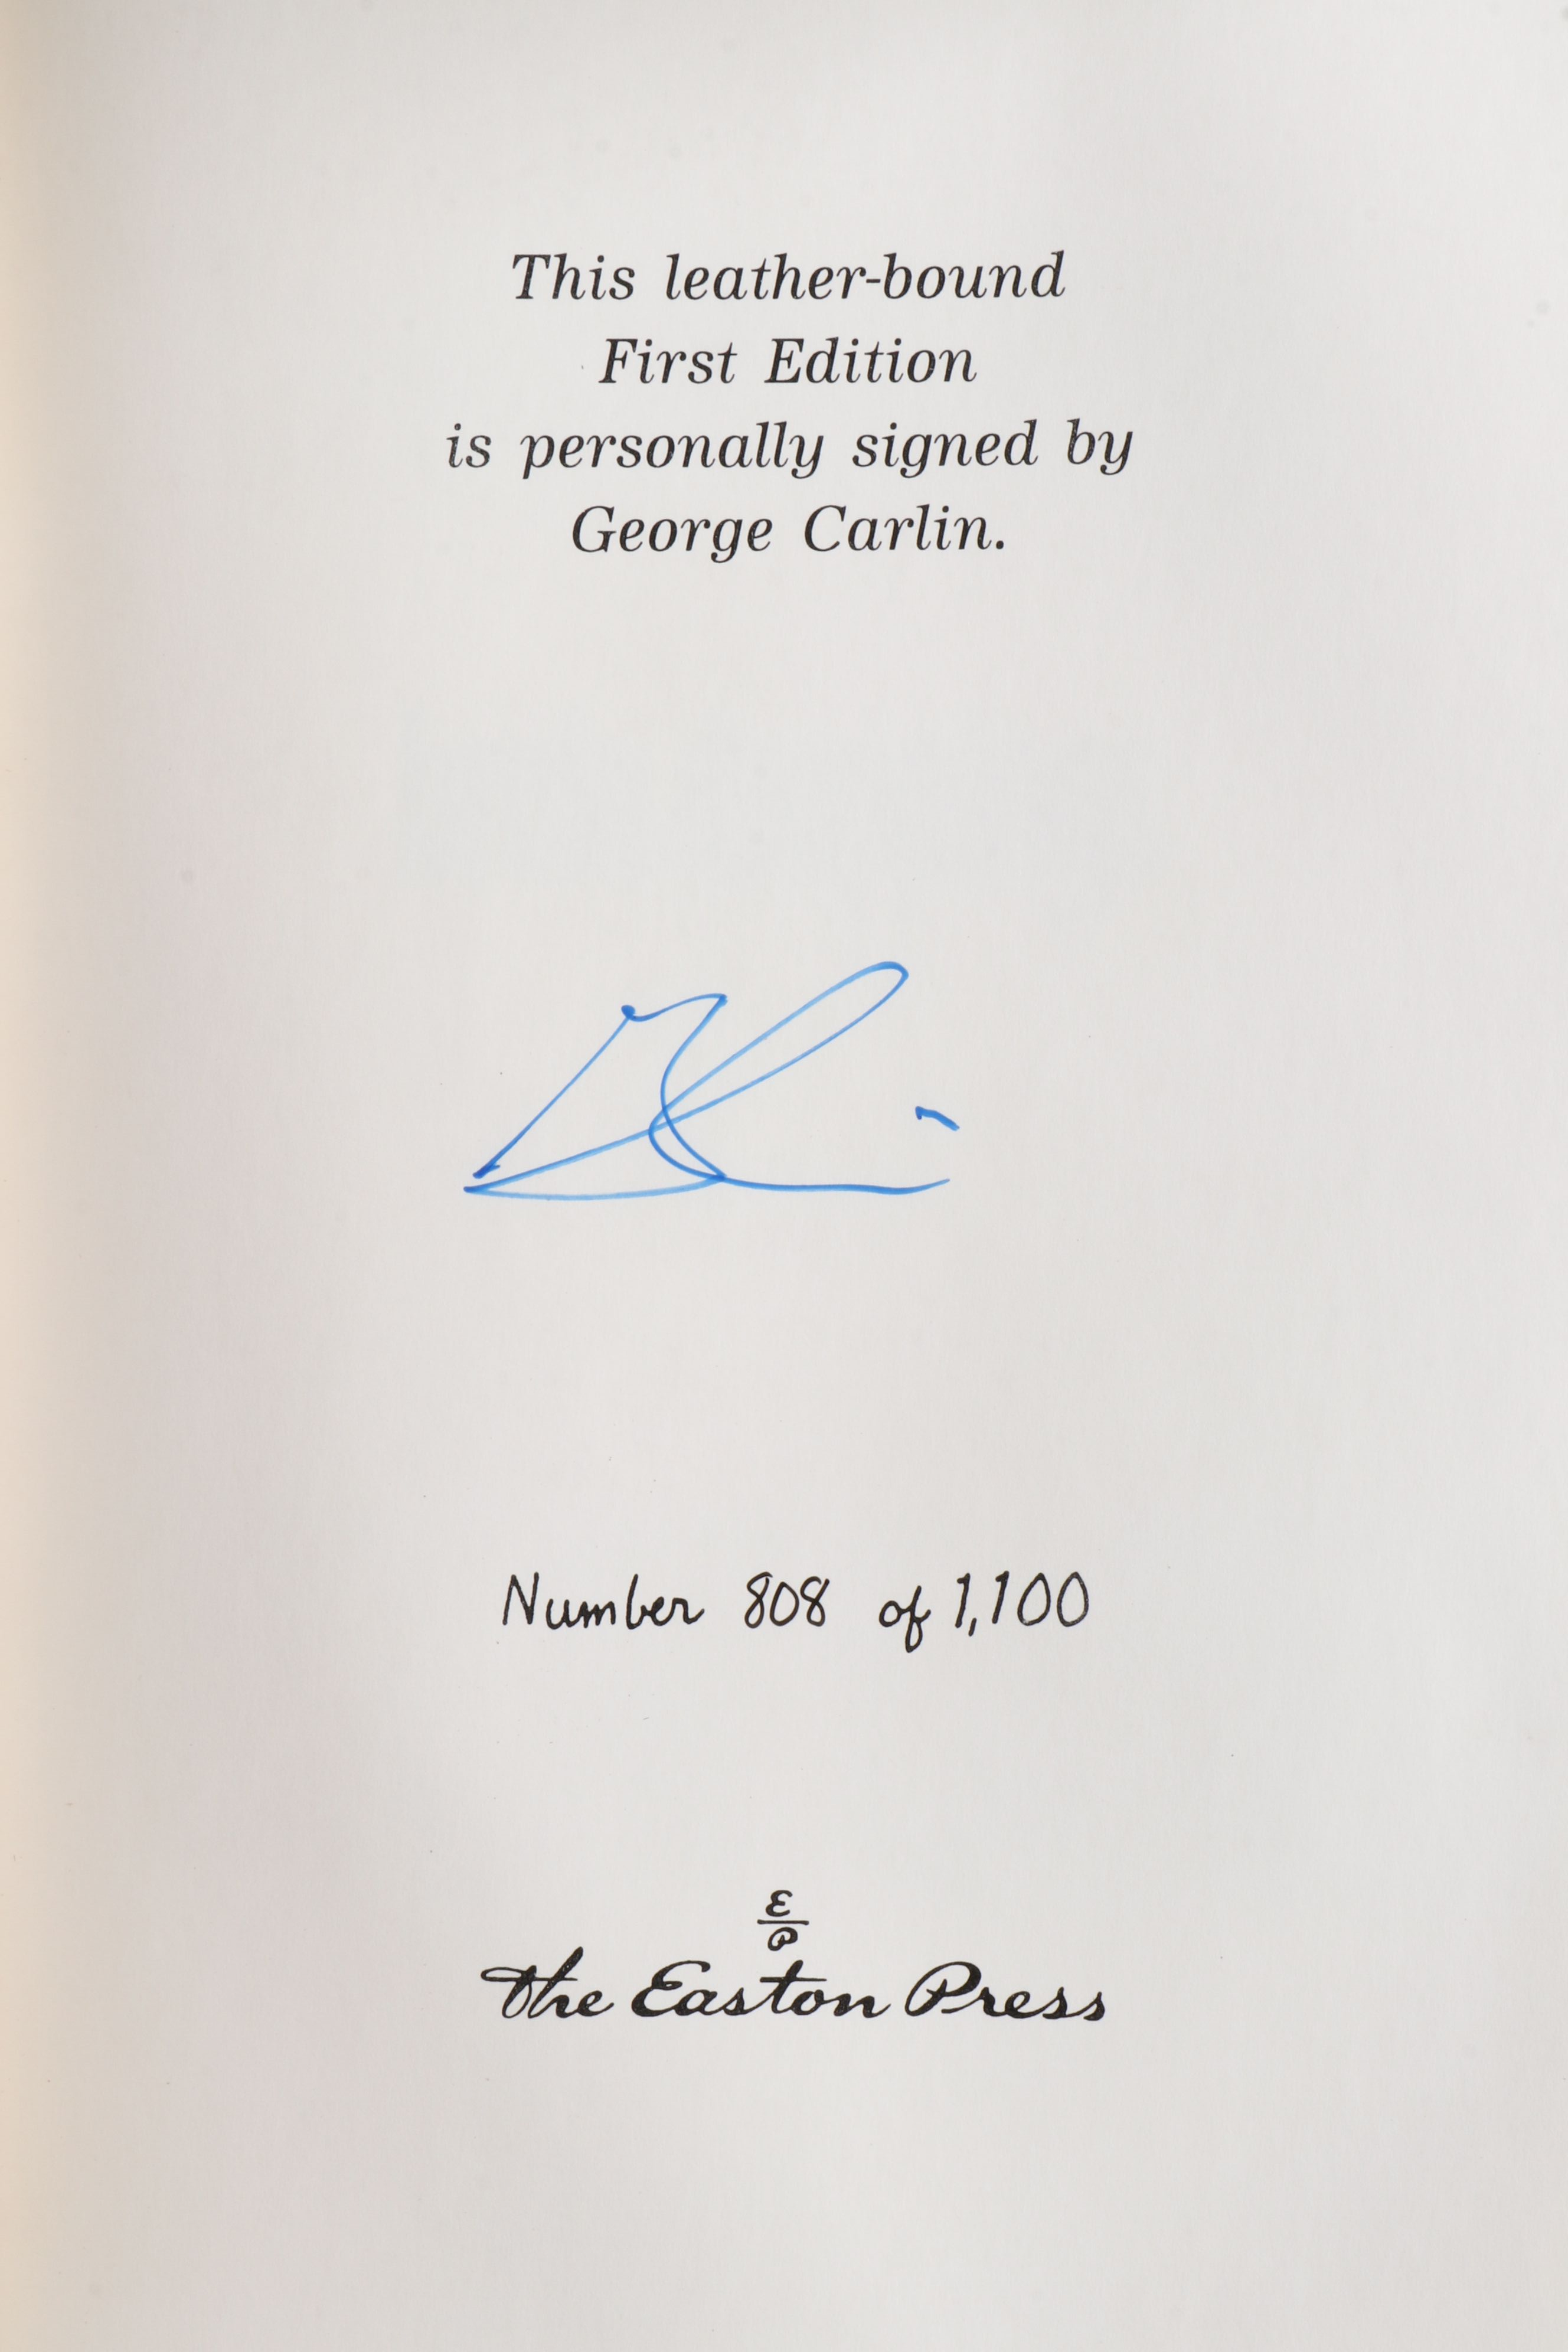 This leather-bound
First Edition
is personally signed by
George Carlin.
Number 808 of 1,100
E
P
The Easton Press